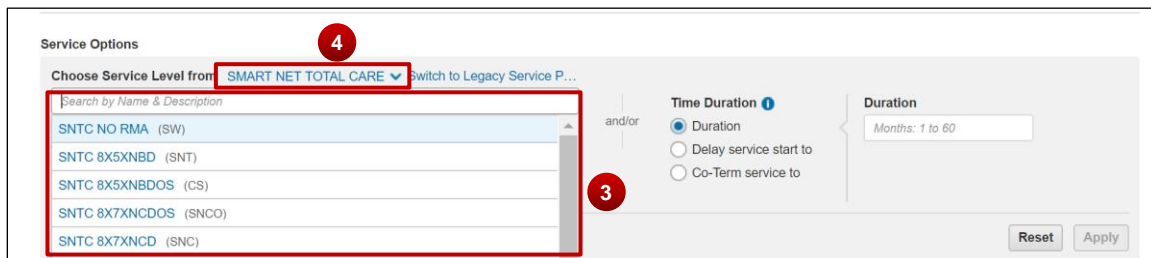 Service Options
4
Choose Service Level from SMART NET TOTAL CARE Switch to Legacy Service P...
Search by Name & Description
SNTC NO RMA (SW)
SNTC 8X5XNBD (SNT)
SNTC 8X5XNBDOS (CS)
SNTC 8X7XNCDOS (SNCO)
SNTC 8X7XNCD (SNC)
3
and/or
Time Duration
Duration
Delay service start to
Co-Term service to
Duration
Months: 1 to 60
Reset Apply